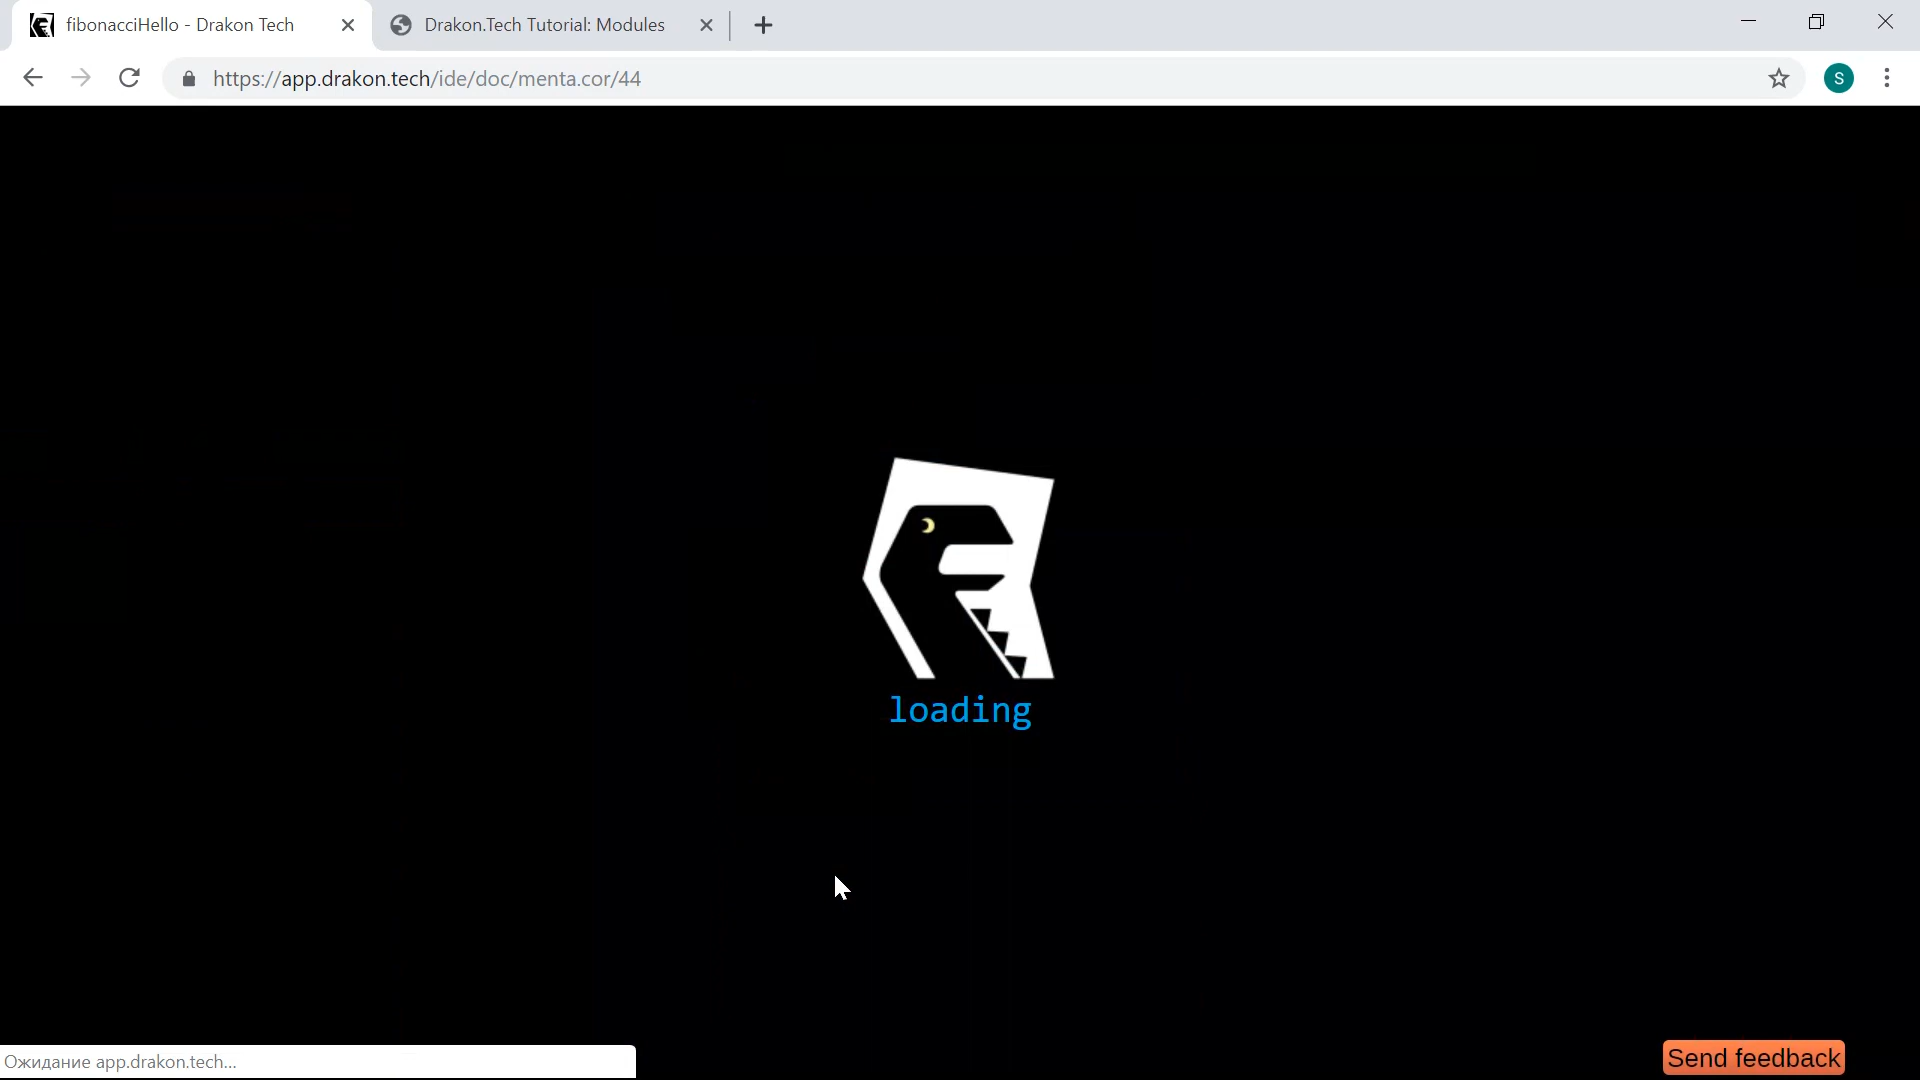 fibonacciHello - Drakon Tech
Drakon.Tech Tutorial: Modules
https://app.drakon.tech/ide/doc/menta.cor/44
S
loading
Ожидание app.drakon.tech...
Send feedback